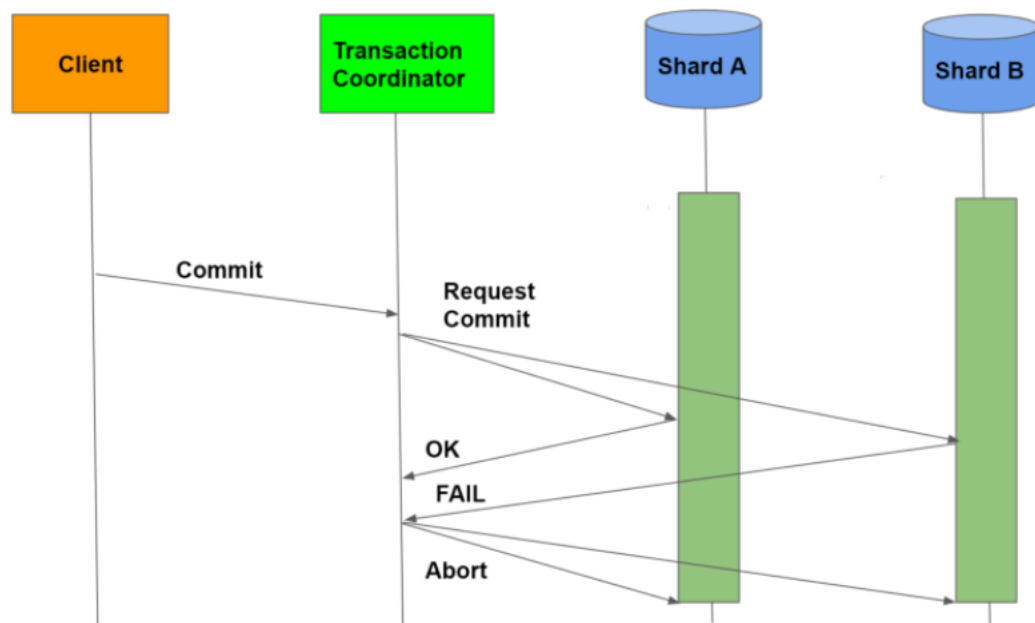 Client
Transaction
Coordinator
Shard A
Shard B
Commit
Request
Commit
OK
FAIL
Abort